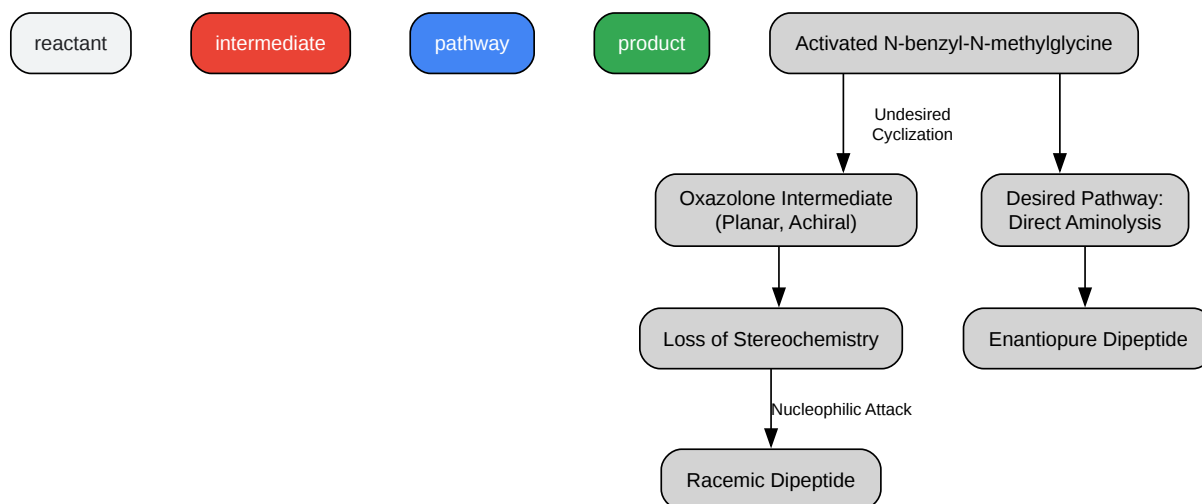 reactant
intermediate
pathway
product
Activated N-benzyl-N-methylglycine
Undesired
Cyclization
Oxazolone Intermediate
(Planar, Achiral)
Desired Pathway:
Direct Aminolysis
Loss of Stereochemistry
Enantiopure Dipeptide
Nucleophilic Attack
Racemic Dipeptide